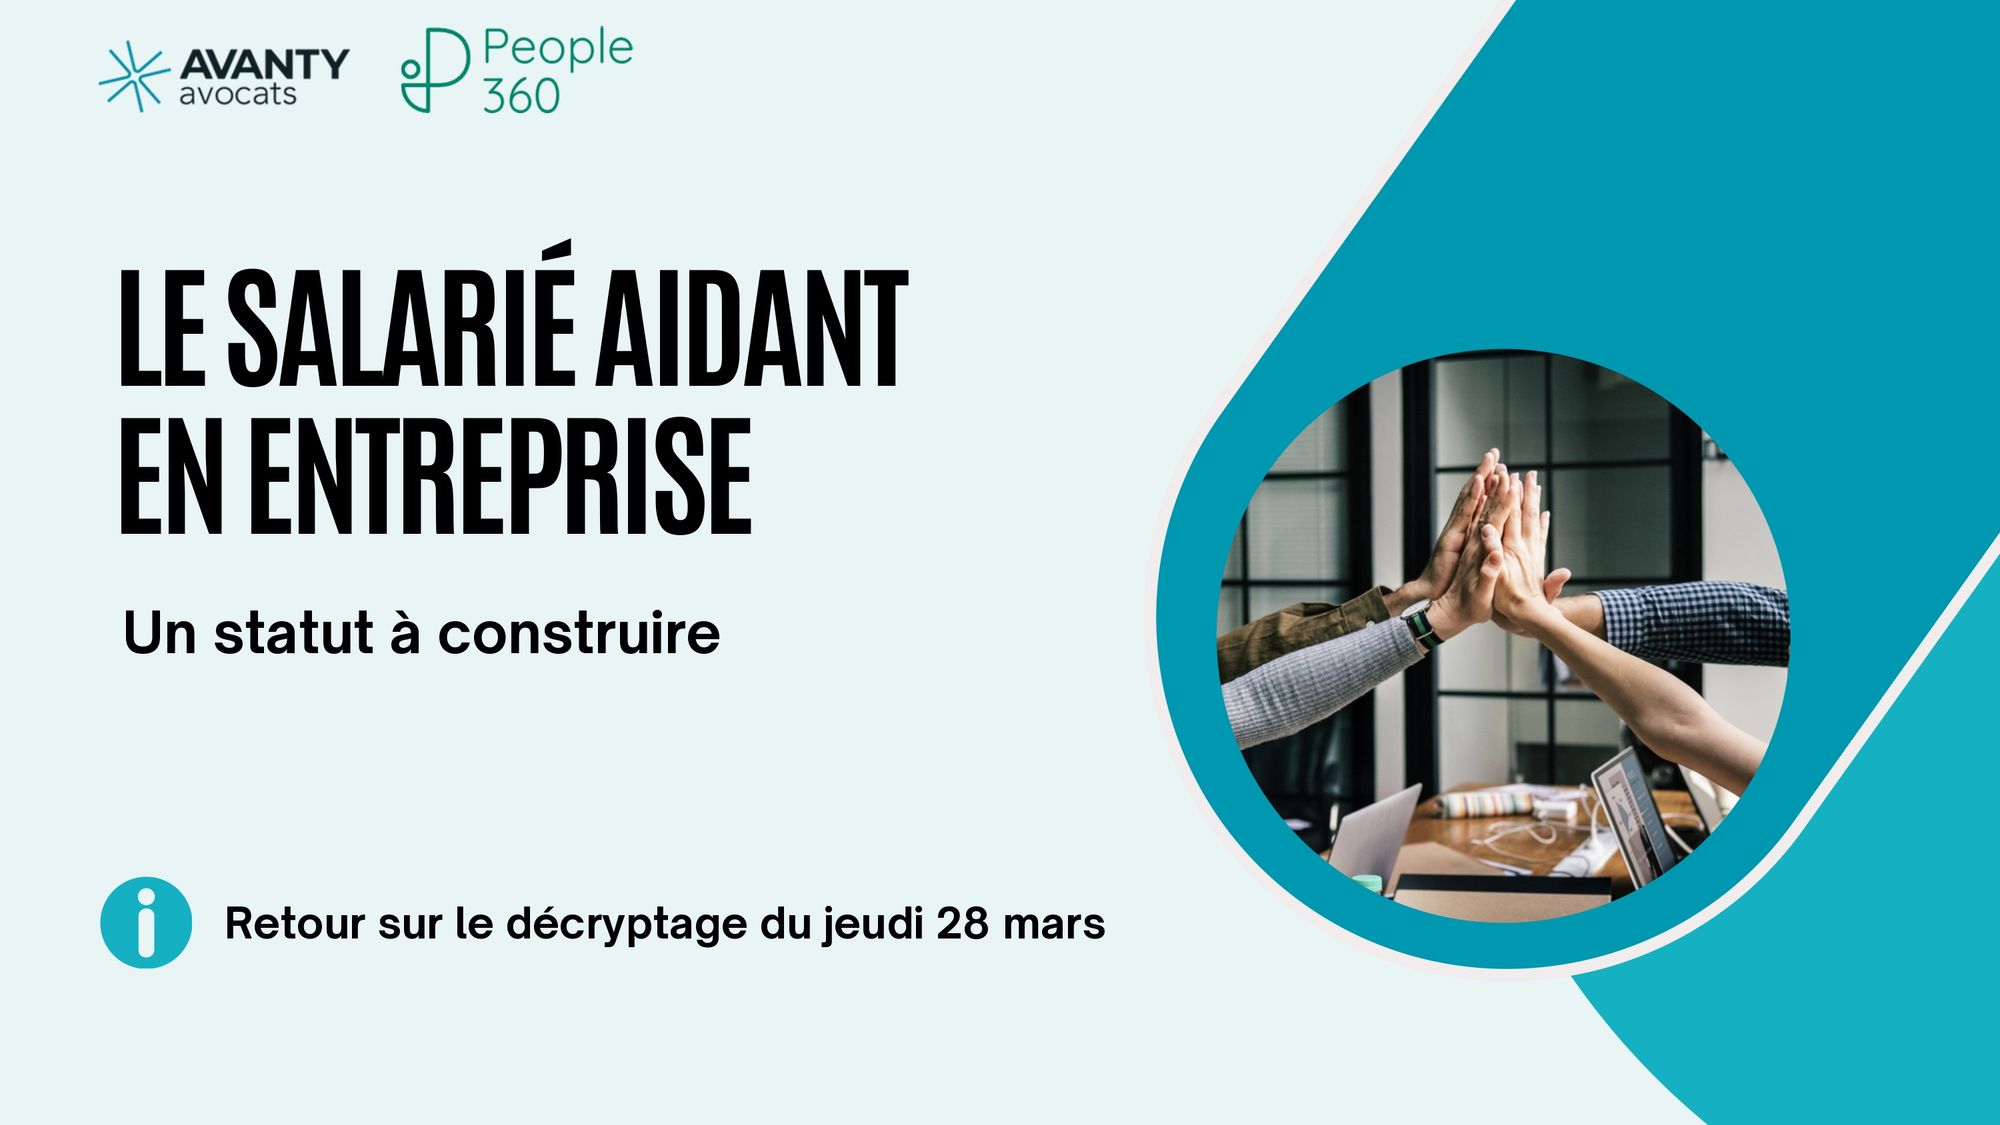 AVANTY
avocats
People
360
LE SALARIÉ AIDANT
EN ENTREPRISE
Un statut à construire
Retour sur le décryptage du jeudi 28 mars